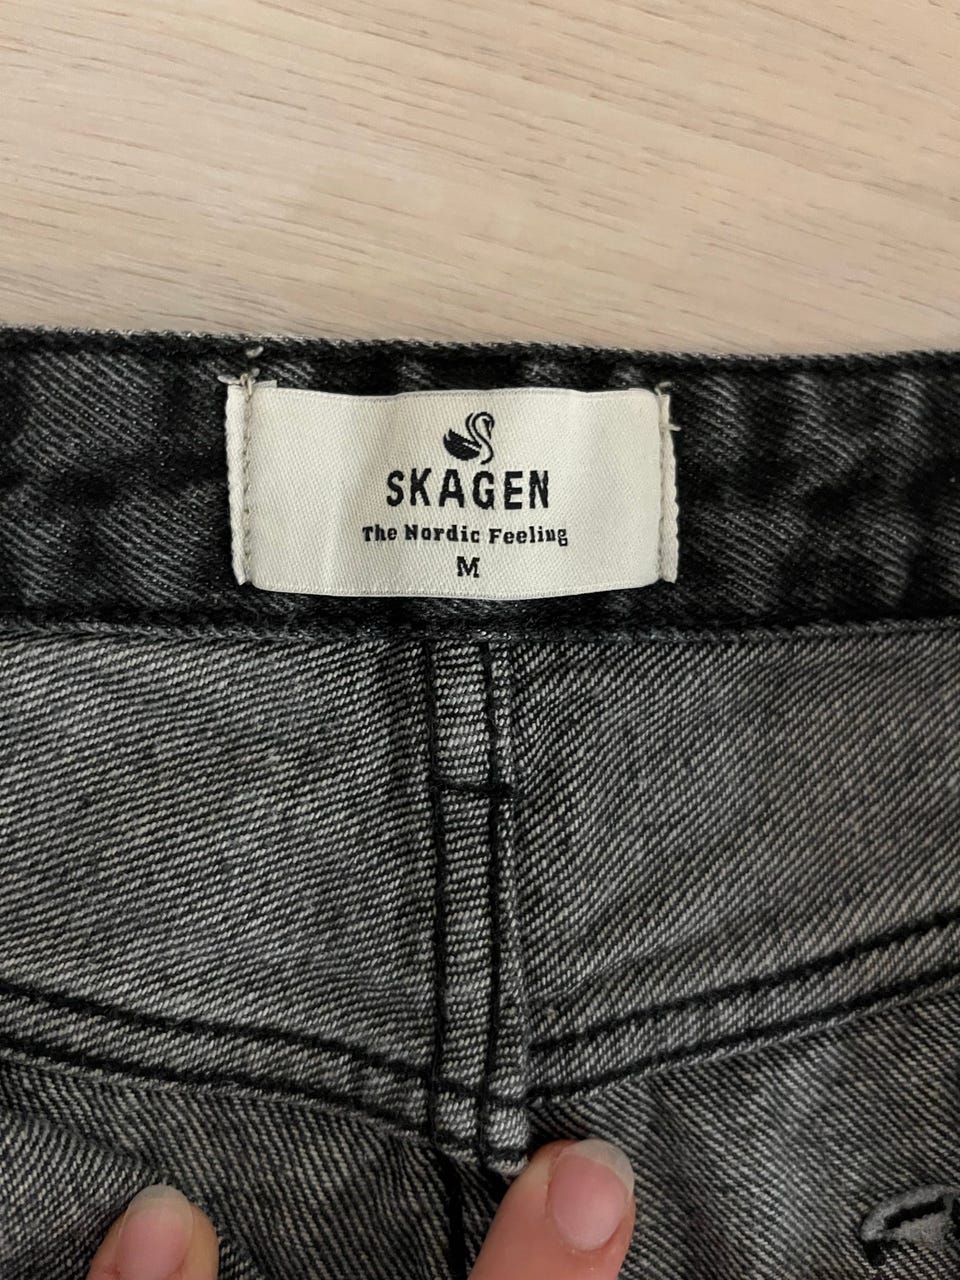 SKAGEN
The Nordic Feeling
M